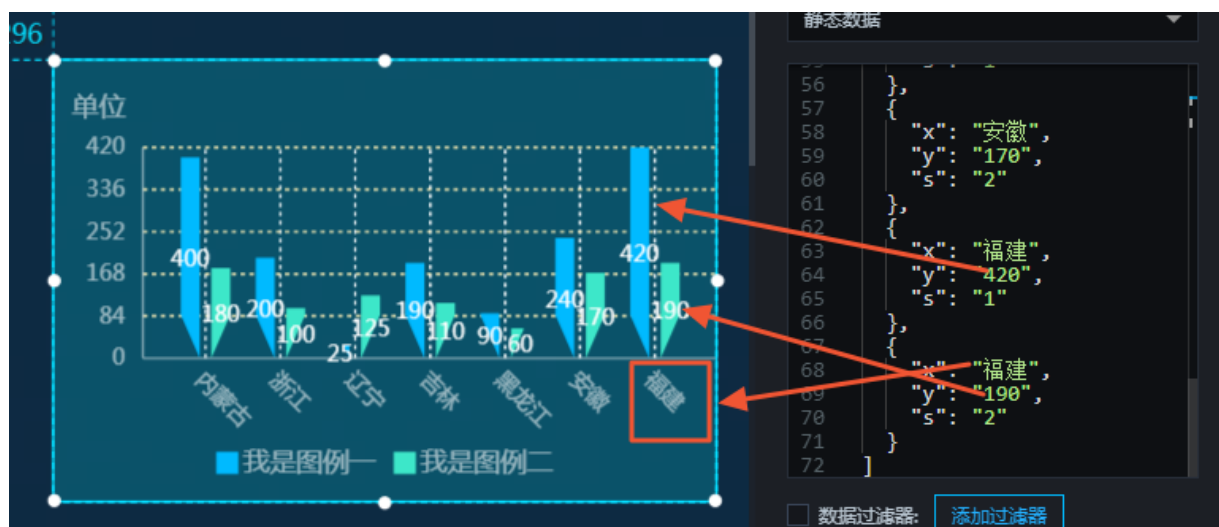 296
单位
420
336
252
168
84
0
400
180
200
100
25
125
190
110
90
60
240
170
420
190
内蒙古
浙江
辽宁
吉林
黑龙江
安徽
福建
我是图例一 我是图例二
静态数据
56 },
57 {
58 "x": "安徽",
59 "y": "170",
60 "s": "2"
61 },
62 {
63 "x": "福建",
64 "y": "420",
65 "s": "1"
66 },
67 {
68 "x": "福建",
69 "y": "190",
70 "s": "2"
71 }
72 ]
数据过滤器: 添加过滤器